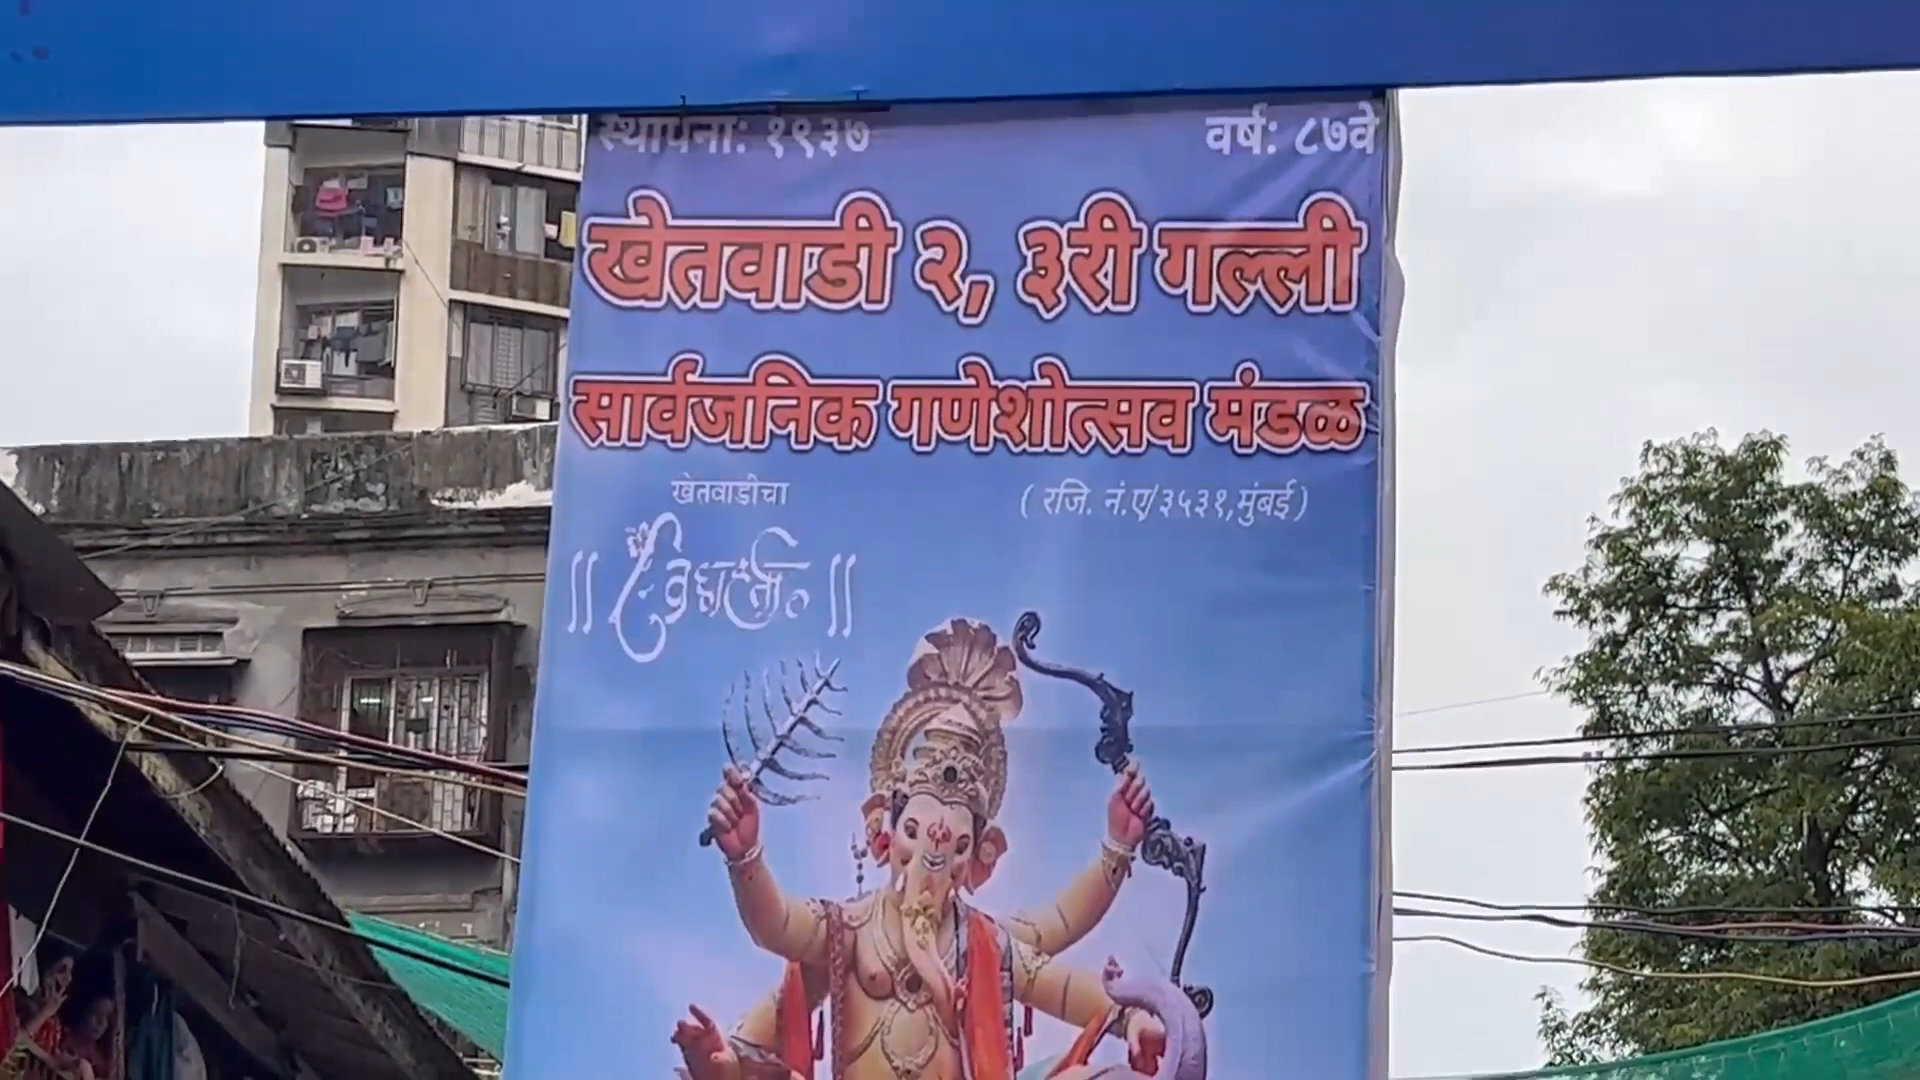 स्थापना: १९३७ वर्ष: ८७वे
खेतवाडी २, ३री गल्ली
सार्वजनिक गणेशोत्सव मंडळ
खेतवाडीचा (रजि. नं.ए/३५३१,मुंबई)
॥ विघ्नहर्ता ॥